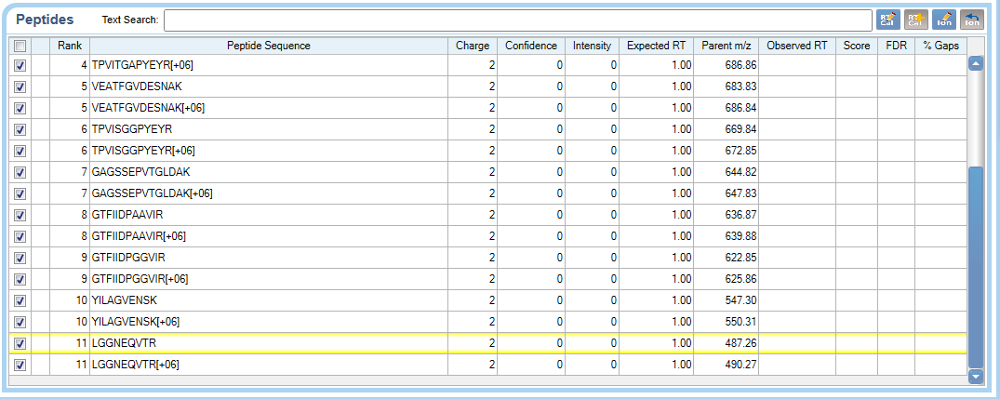 Peptides Text Search: RT Cal RT Cal Ion Ion
Rank Peptide Sequence Charge Confidence Intensity Expected RT Parent m/z Observed RT Score FDR % Gaps
4 TPVITGAPYEYR[+06] 2 0 0 1.00 686.86
5 VEATFGVDESNAK 2 0 0 1.00 683.83
5 VEATFGVDESNAK[+06] 2 0 0 1.00 686.84
6 TPVISGGPYEYR 2 0 0 1.00 669.84
6 TPVISGGPYEYR[+06] 2 0 0 1.00 672.85
7 GAGSSEPVTGLDAK 2 0 0 1.00 644.82
7 GAGSSEPVTGLDAK[+06] 2 0 0 1.00 647.83
8 GTFIIDPAAVIR 2 0 0 1.00 636.87
8 GTFIIDPAAVIR[+06] 2 0 0 1.00 639.88
9 GTFIIDPGGVIR 2 0 0 1.00 622.85
9 GTFIIDPGGVIR[+06] 2 0 0 1.00 625.86
10 YILAGVENSK 2 0 0 1.00 547.30
10 YILAGVENSK[+06] 2 0 0 1.00 550.31
11 LGGNEQVTR 2 0 0 1.00 487.26
11 LGGNEQVTR[+06] 2 0 0 1.00 490.27